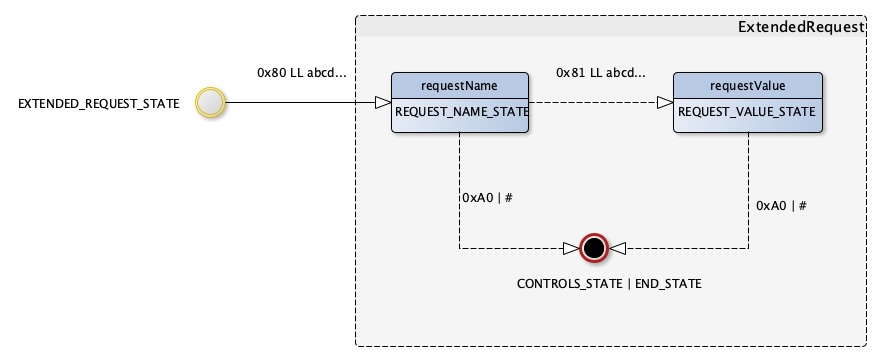 ExtendedRequest
0x80 LL abcd...
0x81 LL abcd...
requestName
requestValue
EXTENDED_REQUEST_STATE
REQUEST_NAME_STATE
REQUEST_VALUE_STATE
0xA0 | #
0xA0 | #
CONTROLS_STATE | END_STATE